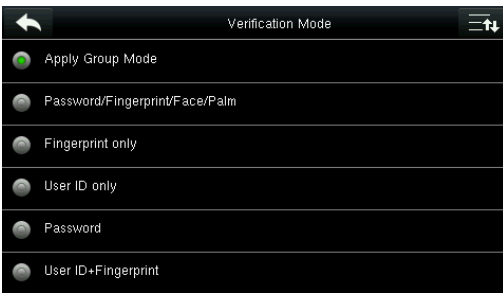 Verification Mode
Apply Group Mode
Password/Fingerprint/Face/Palm
Fingerprint only
User ID only
Password
User ID+Fingerprint